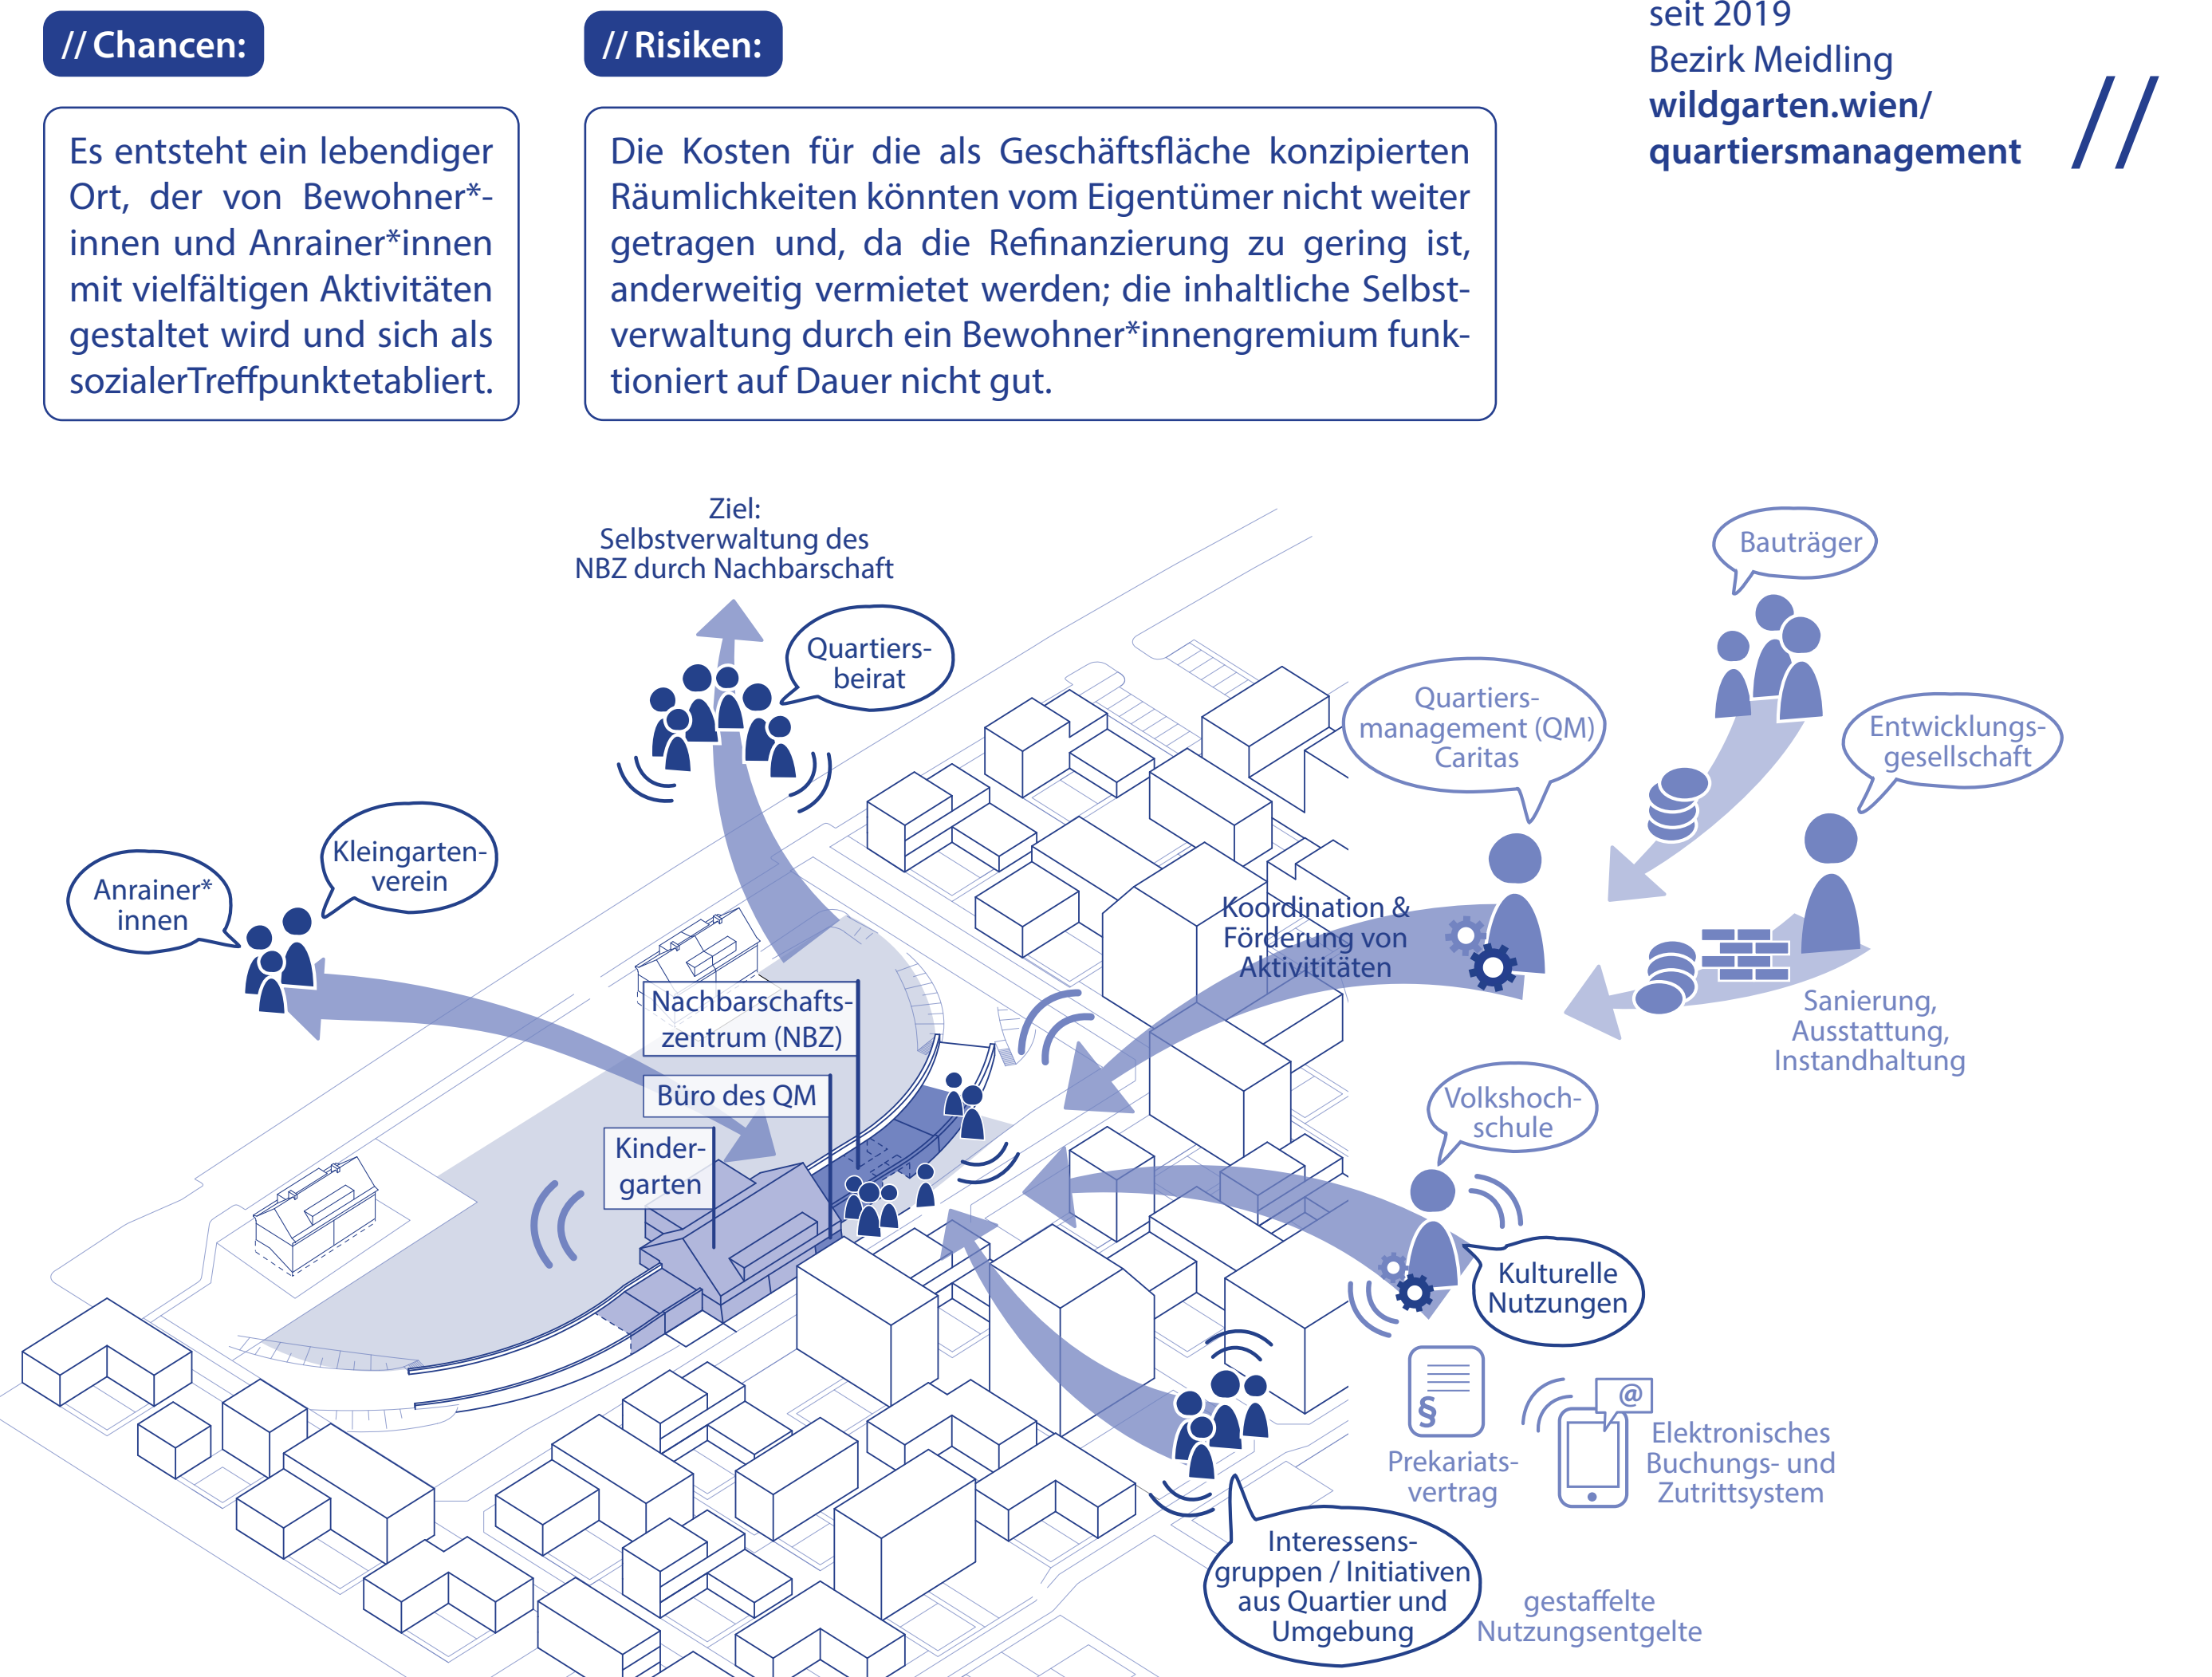 // Chancen:
Es entsteht ein lebendiger
Ort, der von Bewohner*-
innen und Anrainer*innen
mit vielfältigen Aktivitäten
gestaltet wird und sich als
sozialerTreffpunktetabliert.
// Risiken:
Die Kosten für die als Geschäftsfläche konzipierten
Räumlichkeiten könnten vom Eigentümer nicht weiter
getragen und, da die Refinanzierung zu gering ist,
anderweitig vermietet werden; die inhaltliche Selbst-
verwaltung durch ein Bewohner*innengremium funk-
tioniert auf Dauer nicht gut.
seit 2019
Bezirk Meidling
wildgarten.wien/
quartiersmanagement
//
Ziel:
Selbstverwaltung des
NBZ durch Nachbarschaft
Quartiers-
beirat
Kleingarten-
verein
Anrainer*
innen
Nachbarschafts-
zentrum (NBZ)
Büro des QM
Kinder-
garten
Bauträger
Quartiers-
management (QM)
Caritas
Entwicklungs-
gesellschaft
Koordination &
Förderung von
Aktivititäten
Sanierung,
Ausstattung,
Instandhaltung
Volkshoch-
schule
Kulturelle
Nutzungen
§
Prekariats-
vertrag
@
Elektronisches
Buchungs- und
Zutrittsystem
Interessens-
gruppen / Initiativen
aus Quartier und
Umgebung
gestaffelte
Nutzungsentgelte